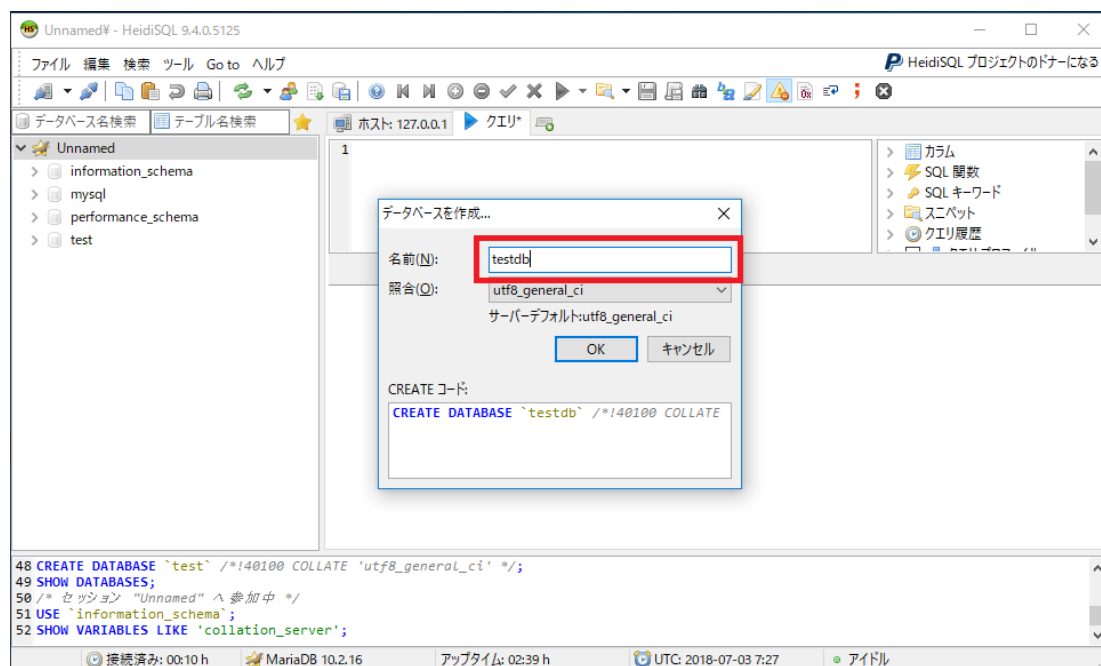 Unnamed¥ - HeidiSQL 9.4.0.5125
ファイル 編集 検索 ツール Go to ヘルプ
HeidiSQL プロジェクトのドナーになる
データベース名検索 テーブル名検索
ホスト: 127.0.0.1 クエリ*
Unnamed
information_schema
mysql
performance_schema
test
1
カラム
SQL 関数
SQL キーワード
スニペット
クエリ履歴
データベースを作成...
名前(N): testdb
照合(O): utf8_general_ci
サーバーデフォルト:utf8_general_ci
OK キャンセル
CREATE コード:
CREATE DATABASE `testdb` /*!40100 COLLATE
48 CREATE DATABASE `test` /*!40100 COLLATE 'utf8_general_ci' */;
49 SHOW DATABASES;
50 /* セッション "Unnamed" へ参加中 */
51 USE `information_schema`;
52 SHOW VARIABLES LIKE 'collation_server';
接続済み: 00:10 h MariaDB 10.2.16 アップタイム: 02:39 h UTC: 2018-07-03 7:27 アイドル